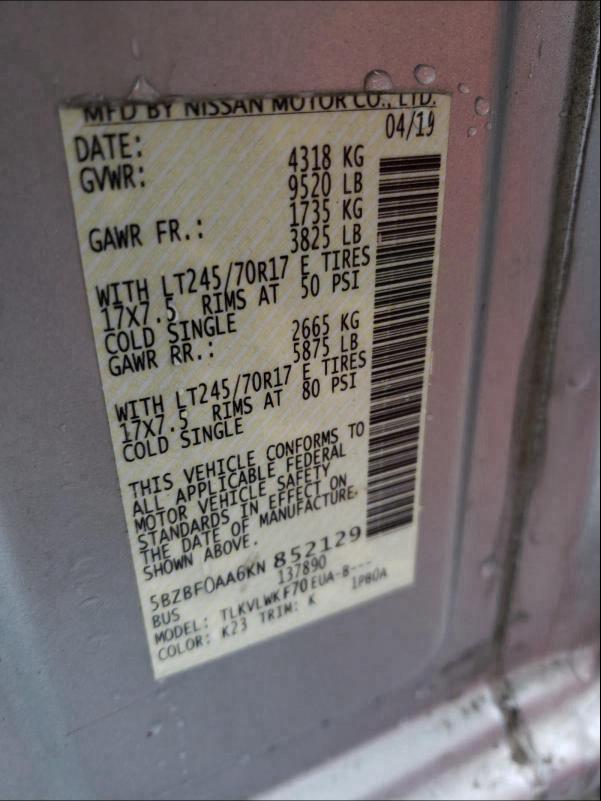 MFD BY NISSAN MOTOR CO., LTD.
DATE: 04/19
GVWR: 4318 KG
9520 LB
GAWR FR.: 1735 KG
3825 LB
WITH LT245/70R17 E TIRES
17X7.5 RIMS AT 50 PSI
COLD SINGLE
GAWR RR.: 2665 KG
5875 LB
WITH LT245/70R17 E TIRES
17X7.5 RIMS AT 80 PSI
COLD SINGLE
THIS VEHICLE CONFORMS TO
ALL APPLICABLE FEDERAL
MOTOR VEHICLE SAFETY
STANDARDS IN EFFECT ON
THE DATE OF MANUFACTURE
SHOWN ABOVE.
5BZBF0AA6KN 852129
BUS 137890
MODEL: TLKVLWKF70EUA-B---
COLOR: K23 TRIM: K 1P80A